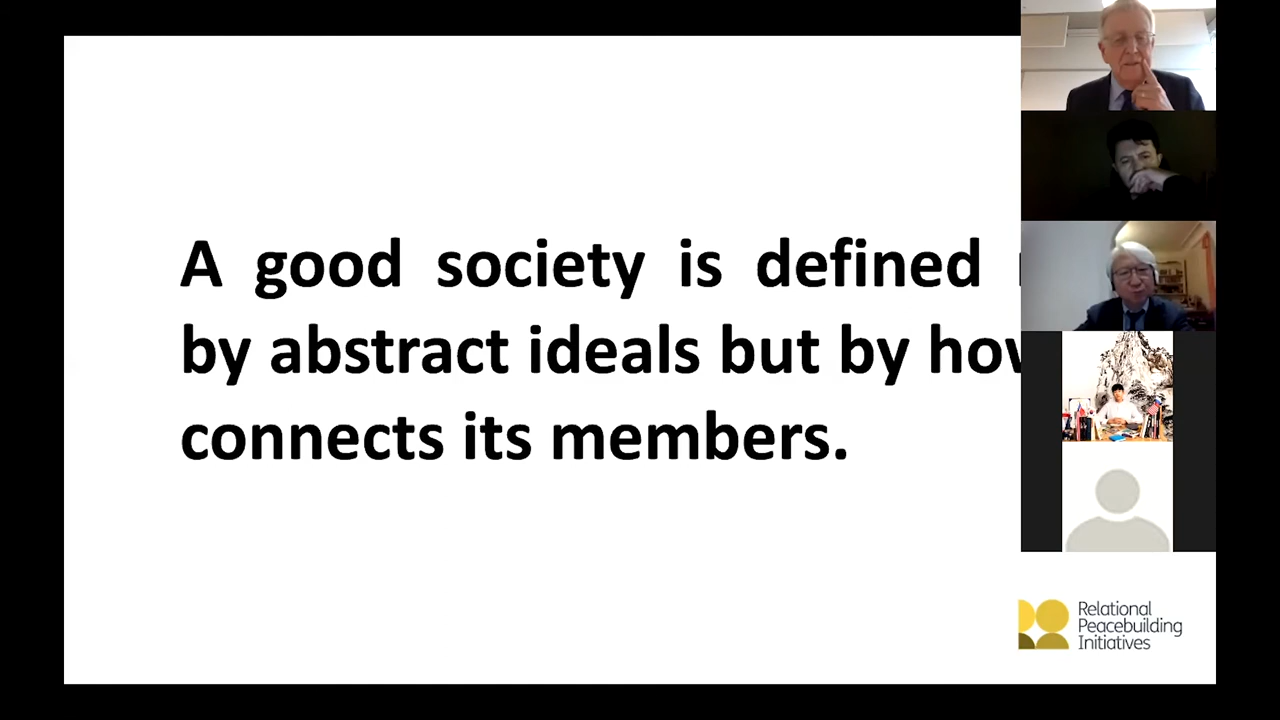 A good society is defined
by abstract ideals but by
connects its members.
Relational
Peacebuilding
Initiatives